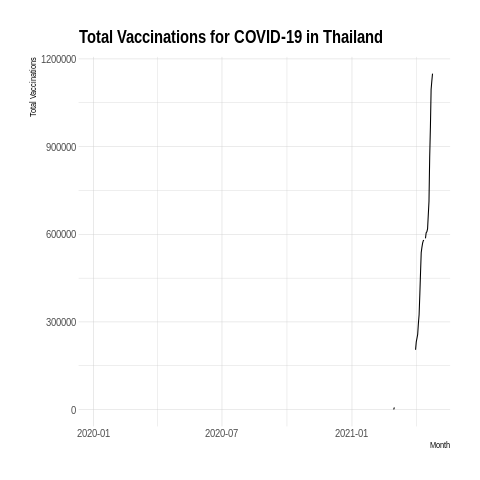 Total Vaccinations for COVID-19 in Thailand
Total Vaccinations
1200000
900000
600000
300000
0
2020-01
2020-07
2021-01
Month